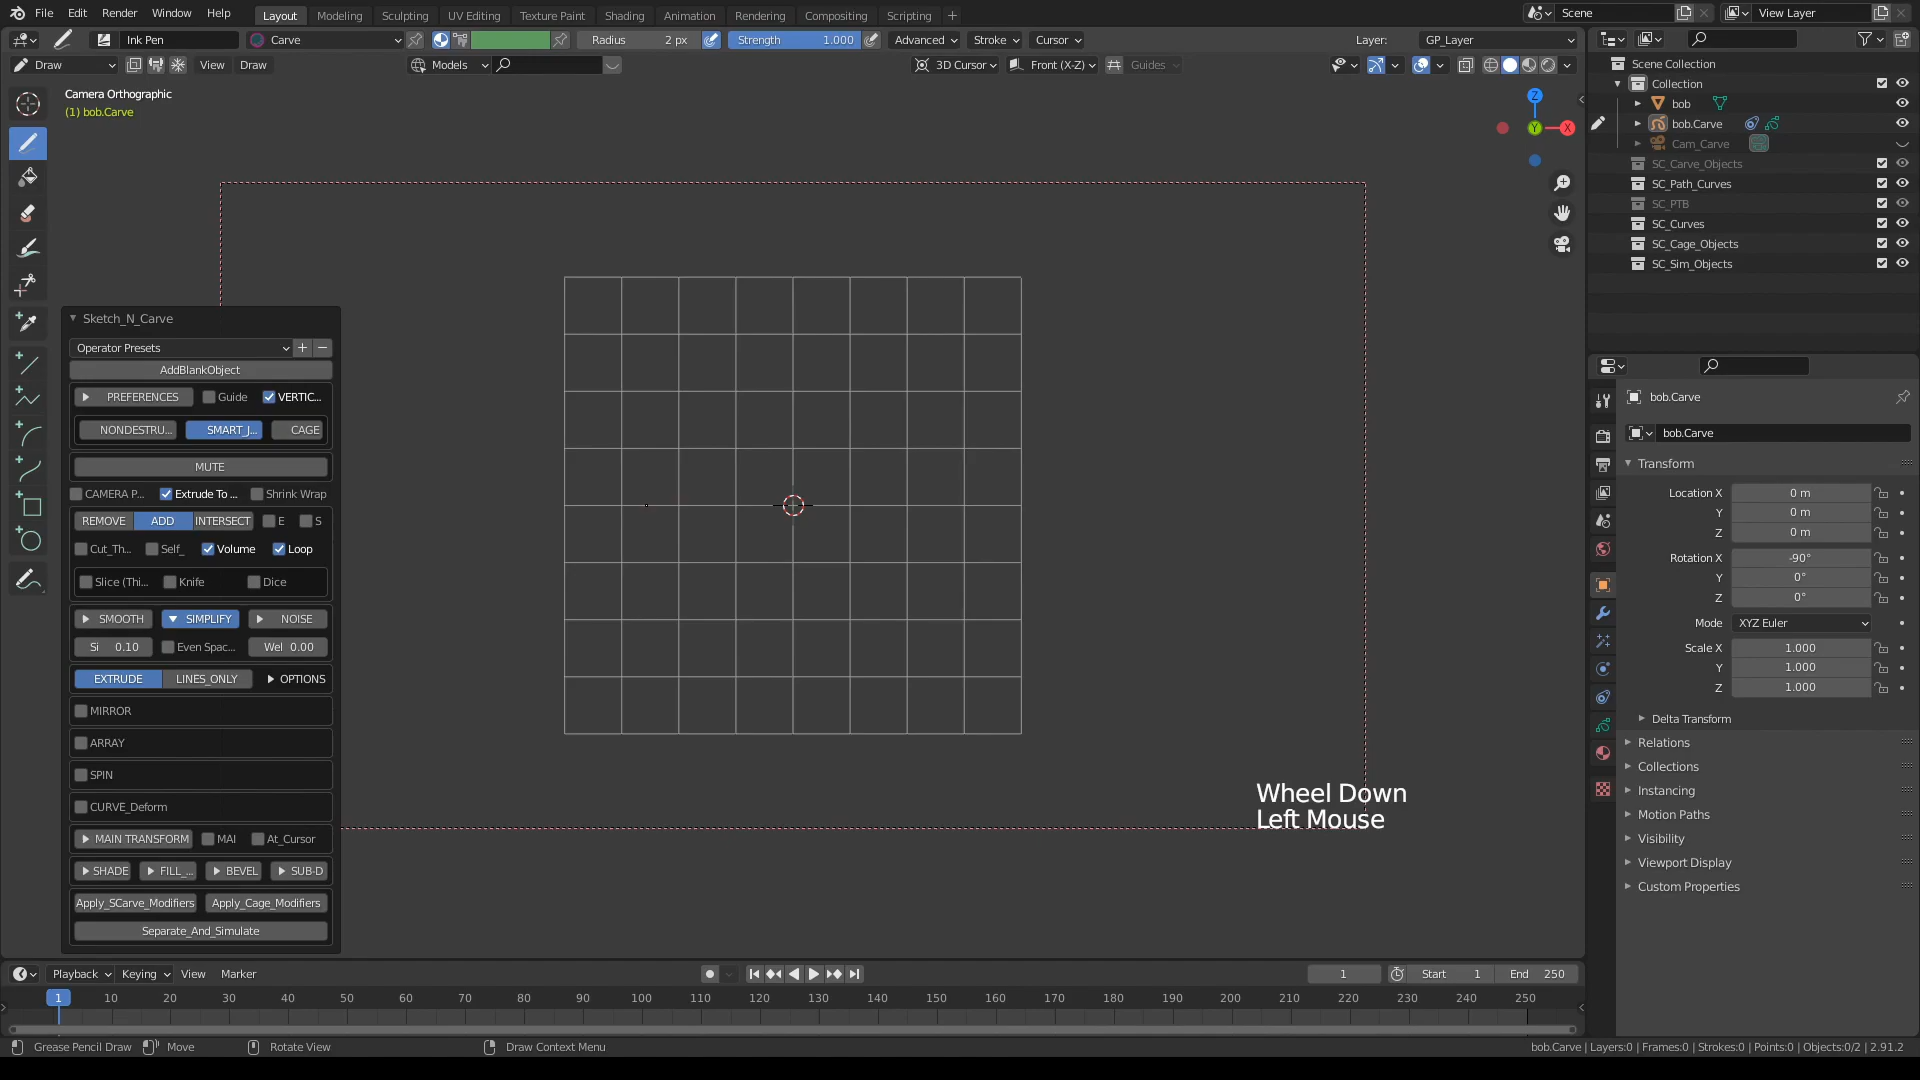 File Edit Render Window Help Layout Modeling Sculpting UV Editing Texture Paint Shading Animation Rendering Compositing Scripting Scene View Layer
Ink Pen Carve Radius 2 px Strength 1.000 Advanced Stroke Cursor Layer: GP_Layer
Draw View Draw Models 3D Cursor Front (X-Z) Guides
Camera Orthographic
(1) bob.Carve
Z
Y
X
Sketch_N_Carve
Operator Presets
AddBlankObject
PREFERENCES Guide VERTIC...
NONDESTRU... SMART_J... CAGE
MUTE
CAMERA P... Extrude To ... Shrink Wrap
REMOVE ADD INTERSECT E S
Cut_Th... Self_ Volume Loop
Slice (Thi... Knife Dice
SMOOTH SIMPLIFY NOISE
Si 0.10 Even Spac... Wel 0.00
EXTRUDE LINES_ONLY OPTIONS
MIRROR
ARRAY
SPIN
CURVE_Deform
MAIN TRANSFORM MAI At_Cursor
SHADE FILL_... BEVEL SUB-D
Apply_SCarve_Modifiers Apply_Cage_Modifiers
Separate_And_Simulate
Wheel Down
Left Mouse
Scene Collection
Collection
bob
bob.Carve
Cam_Carve
SC_Carve_Objects
SC_Path_Curves
SC_PTB
SC_Curves
SC_Cage_Objects
SC_Sim_Objects
bob.Carve
bob.Carve
Transform
Location X 0 m
Y 0 m
Z 0 m
Rotation X -90°
Y 0°
Z 0°
Mode XYZ Euler
Scale X 1.000
Y 1.000
Z 1.000
Delta Transform
Relations
Collections
Instancing
Motion Paths
Visibility
Viewport Display
Custom Properties
Playback Keying View Marker 1 Start 1 End 250
1 10 20 30 40 50 60 70 80 90 100 110 120 130 140 150 160 170 180 190 200 210 220 230 240 250
Grease Pencil Draw Move Rotate View Draw Context Menu bob.Carve | Layers:0 | Frames:0 | Strokes:0 | Points:0 | Objects:0/2 | 2.91.2